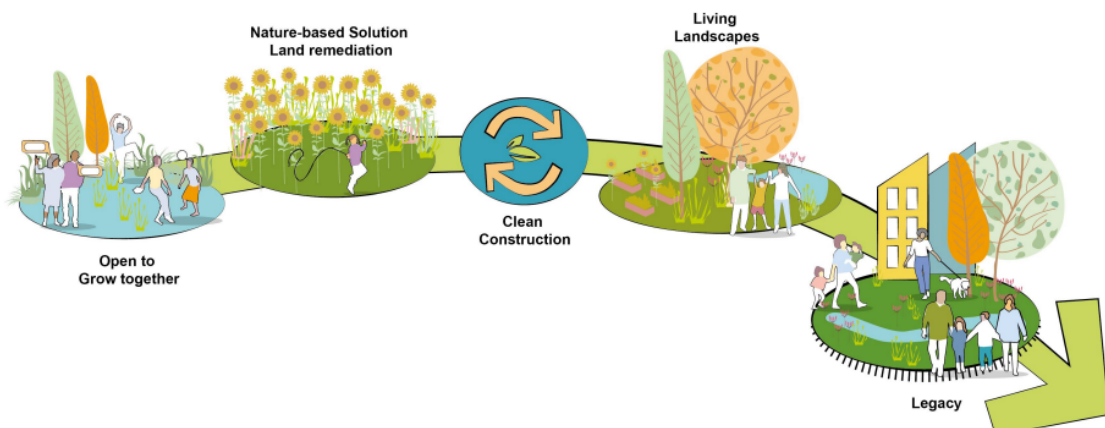 Open to
Grow together
Nature-based Solution
Land remediation
Clean
Construction
Living
Landscapes
Legacy